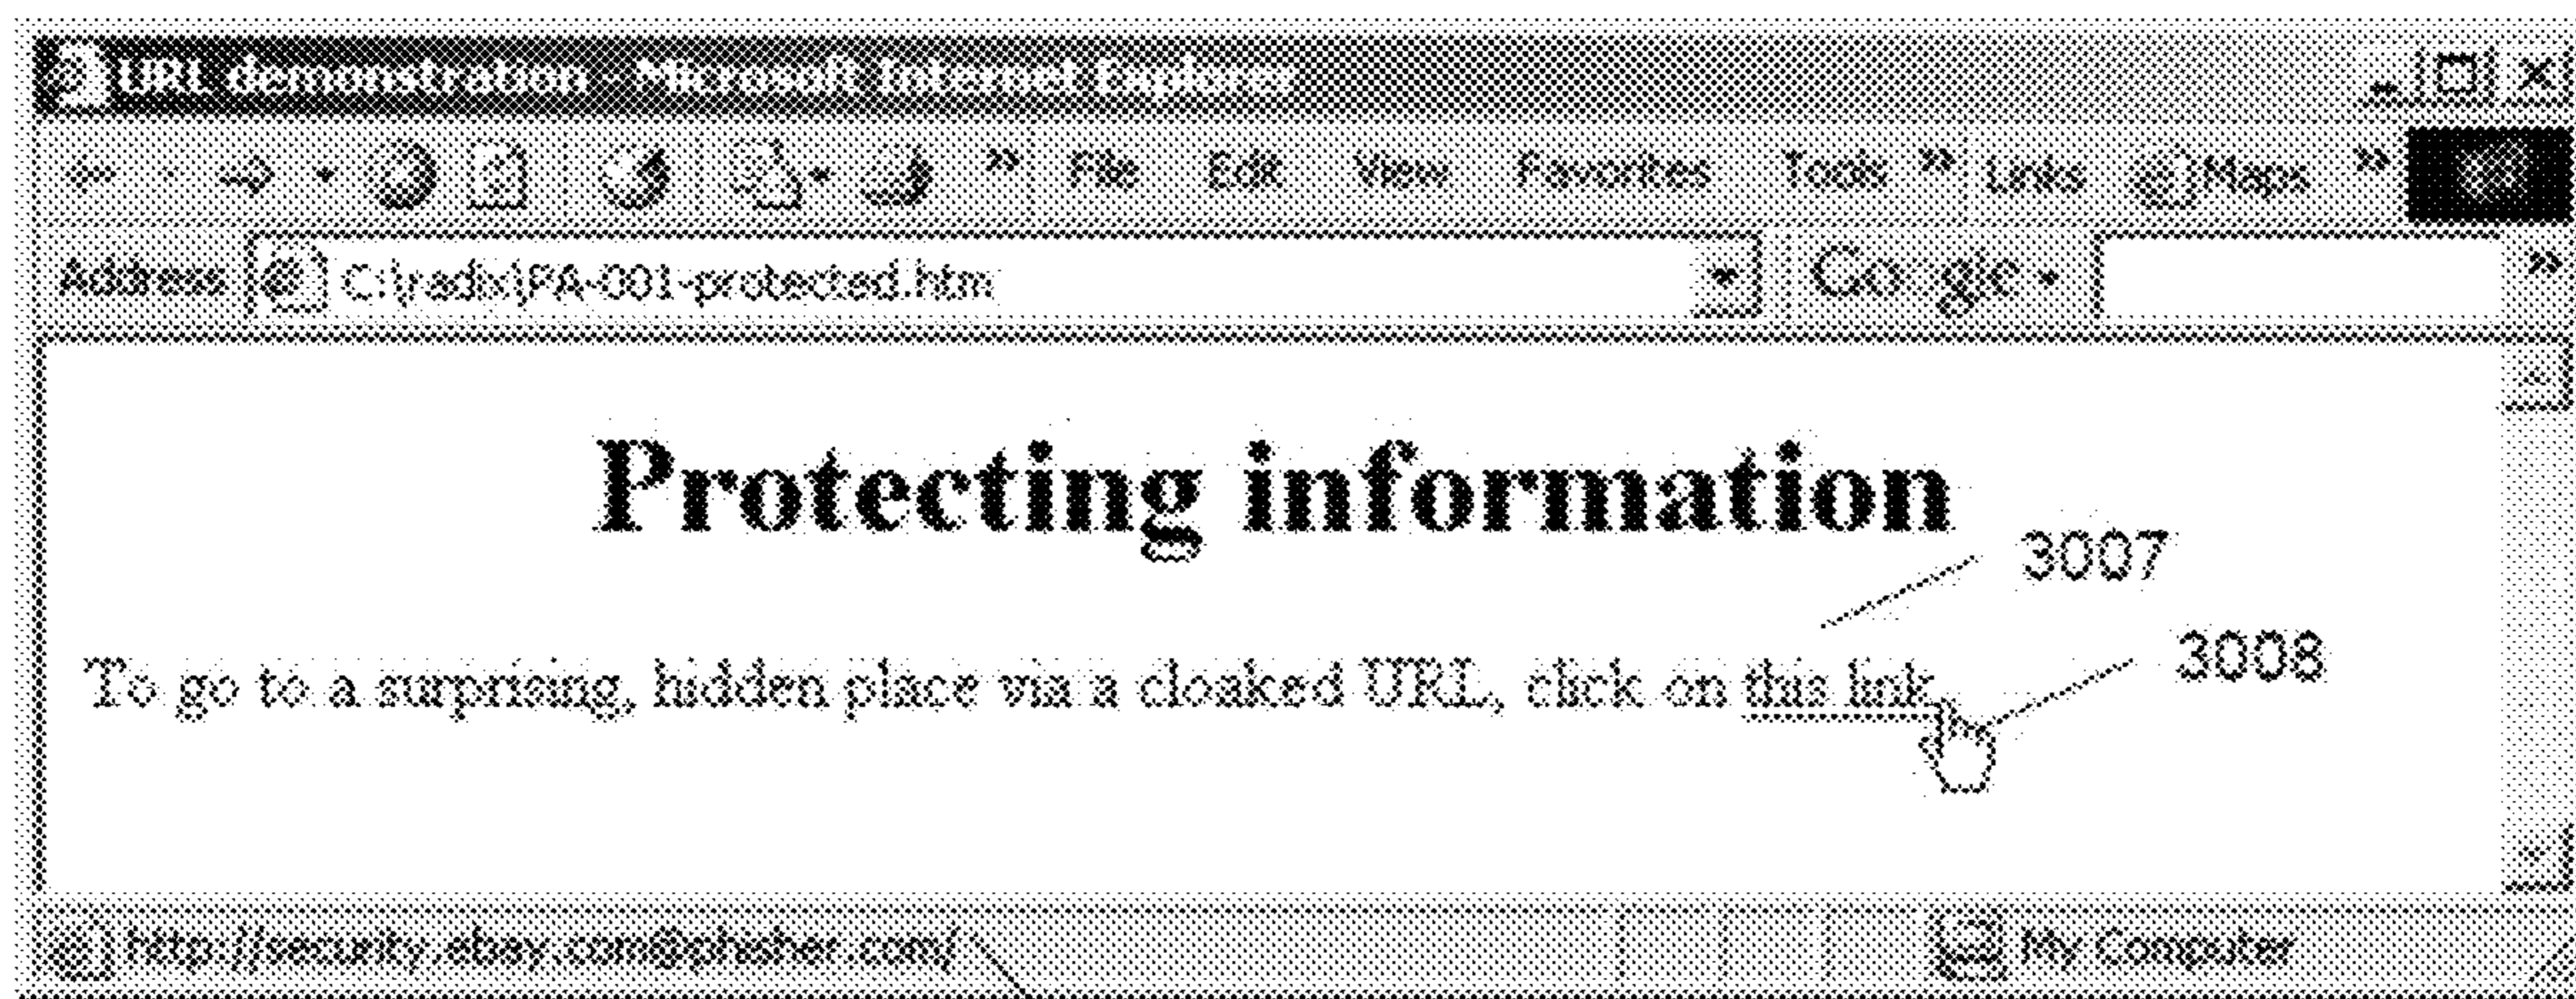 URL demonstration - Microsoft Internet Explorer
» File Edit View Favorites Tools » Links Maps »
Address C:\radix\PA-001-protected.htm Google »
Protecting information
3007
3008
To go to a surprising, hidden place via a cloaked URL, click on this link.
http://security.ebay.com@phisher.com/ My Computer